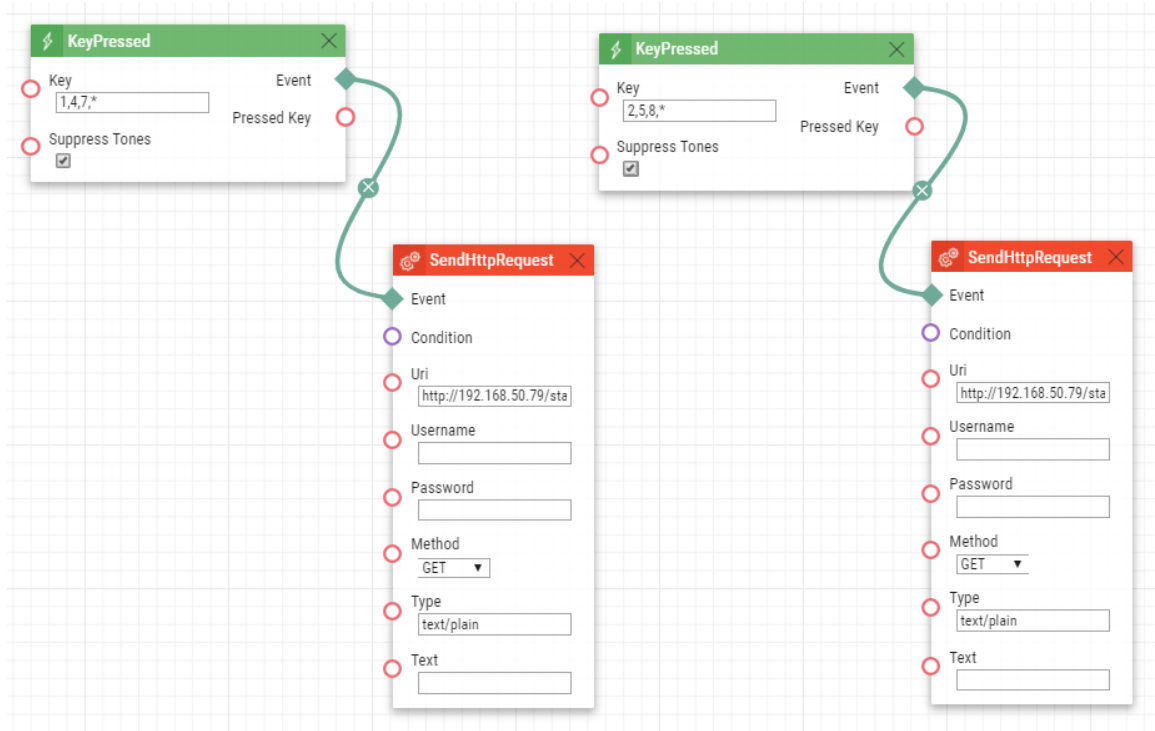 KeyPressed
Key
1,4,7,*
Event
Pressed Key
Suppress Tones
KeyPressed
Key
2,5,8,*
Event
Pressed Key
Suppress Tones
SendHttpRequest
Event
Condition
Uri
http://192.168.50.79/sta
Username
Password
Method
GET
Type
text/plain
Text
SendHttpRequest
Event
Condition
Uri
http://192.168.50.79/sta
Username
Password
Method
GET
Type
text/plain
Text